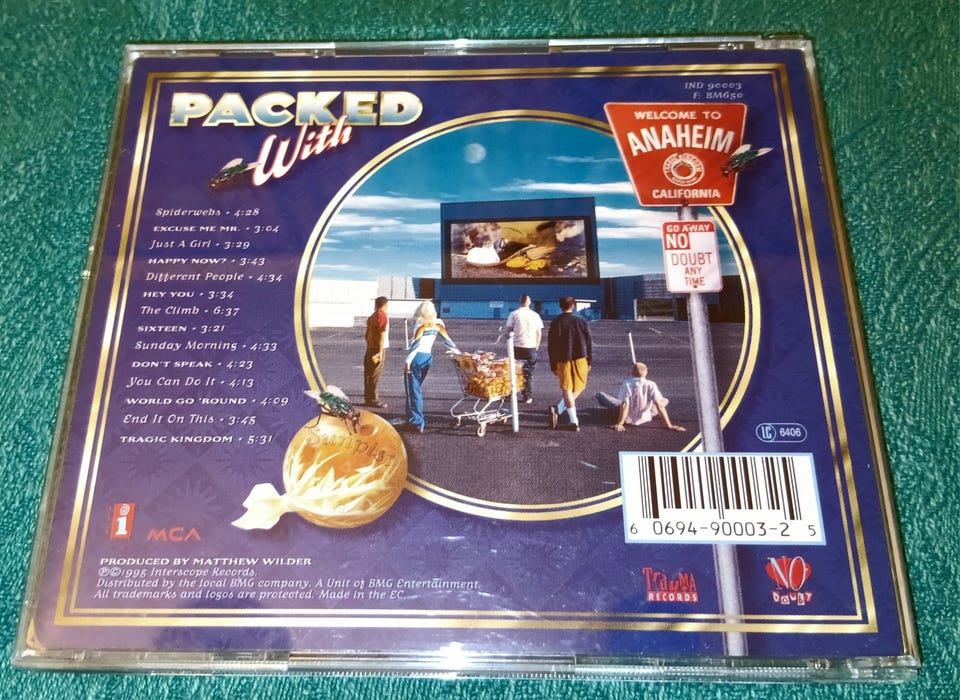 PACKED
With
IND 90003
F: BM650
WELCOME TO
ANAHEIM
CALIFORNIA
GO AWAY
NO
DOUBT
ANY
TIME
Spiderwebs • 4:28
EXCUSE ME MR. • 3:04
Just A Girl • 3:29
HAPPY NOW? • 3:43
Different People • 4:34
HEY YOU • 3:34
The Climb • 6:37
SIXTEEN • 3:21
Sunday Morning • 4:33
DON'T SPEAK • 4:23
You Can Do It • 4:13
WORLD GO 'ROUND • 4:09
End It On This • 3:45
TRAGIC KINGDOM • 5:31
LC 6406
6 0694-90003-2 5
i
MCA
PRODUCED BY MATTHEW WILDER
℗©1995 Interscope Records.
Distributed by the local BMG company. A Unit of BMG Entertainment.
All trademarks and logos are protected. Made in the EC.
TRAUMA
RECORDS
NO
DOUBT